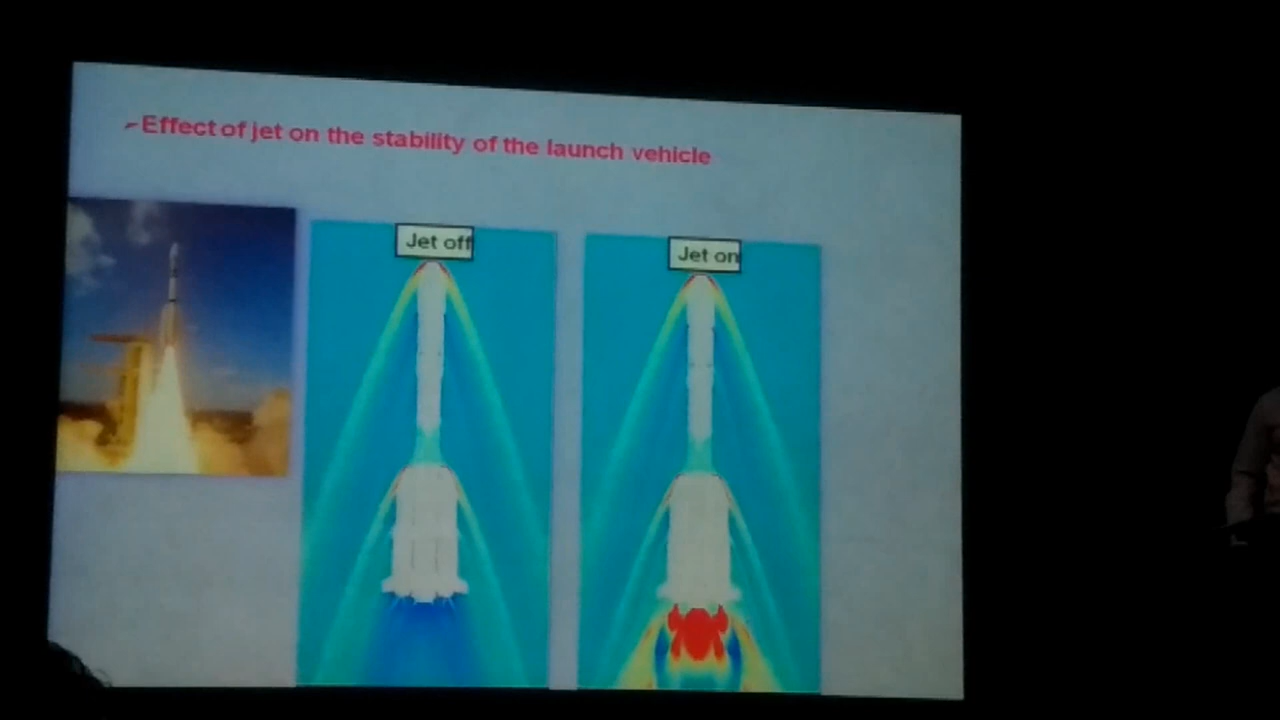 Effect of jet on the stability of the launch vehicle
Jet off
Jet on